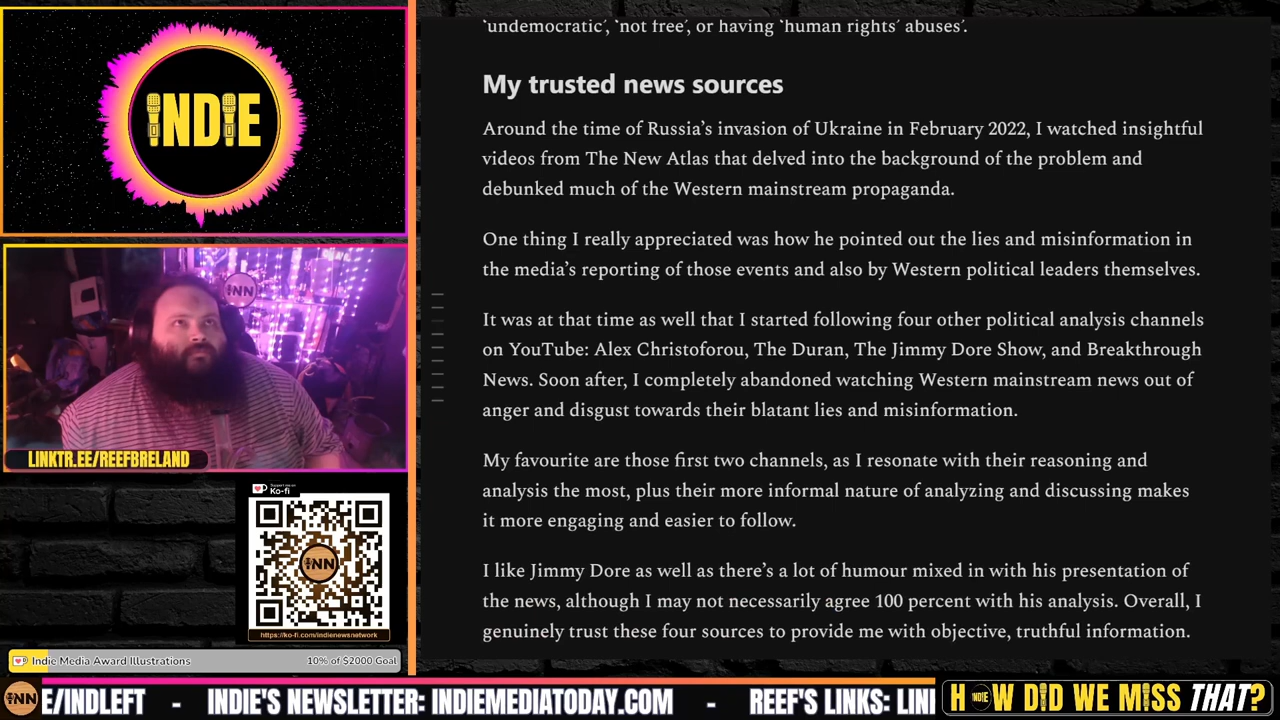 INDIE
INN
LINKTR.EE/REEFBRELAND
Support me on
Ko-fi
INN
https://ko-fi.com/indienewsnetwork
Indie Media Award Illustrations 10% of $2000 Goal
‘undemocratic’, ‘not free’, or having ‘human rights’ abuses’.
My trusted news sources
Around the time of Russia’s invasion of Ukraine in February 2022, I watched insightful
videos from The New Atlas that delved into the background of the problem and
debunked much of the Western mainstream propaganda.
One thing I really appreciated was how he pointed out the lies and misinformation in
the media’s reporting of those events and also by Western political leaders themselves.
It was at that time as well that I started following four other political analysis channels
on YouTube: Alex Christoforou, The Duran, The Jimmy Dore Show, and Breakthrough
News. Soon after, I completely abandoned watching Western mainstream news out of
anger and disgust towards their blatant lies and misinformation.
My favourite are those first two channels, as I resonate with their reasoning and
analysis the most, plus their more informal nature of analyzing and discussing makes
it more engaging and easier to follow.
I like Jimmy Dore as well as there’s a lot of humour mixed in with his presentation of
the news, although I may not necessarily agree 100 percent with his analysis. Overall, I
genuinely trust these four sources to provide me with objective, truthful information.
INN E/INDLEFT - INDIE'S NEWSLETTER: INDIEMEDIATODAY.COM - REEF'S LINKS: LIN
HOW DID WE MISS THAT?